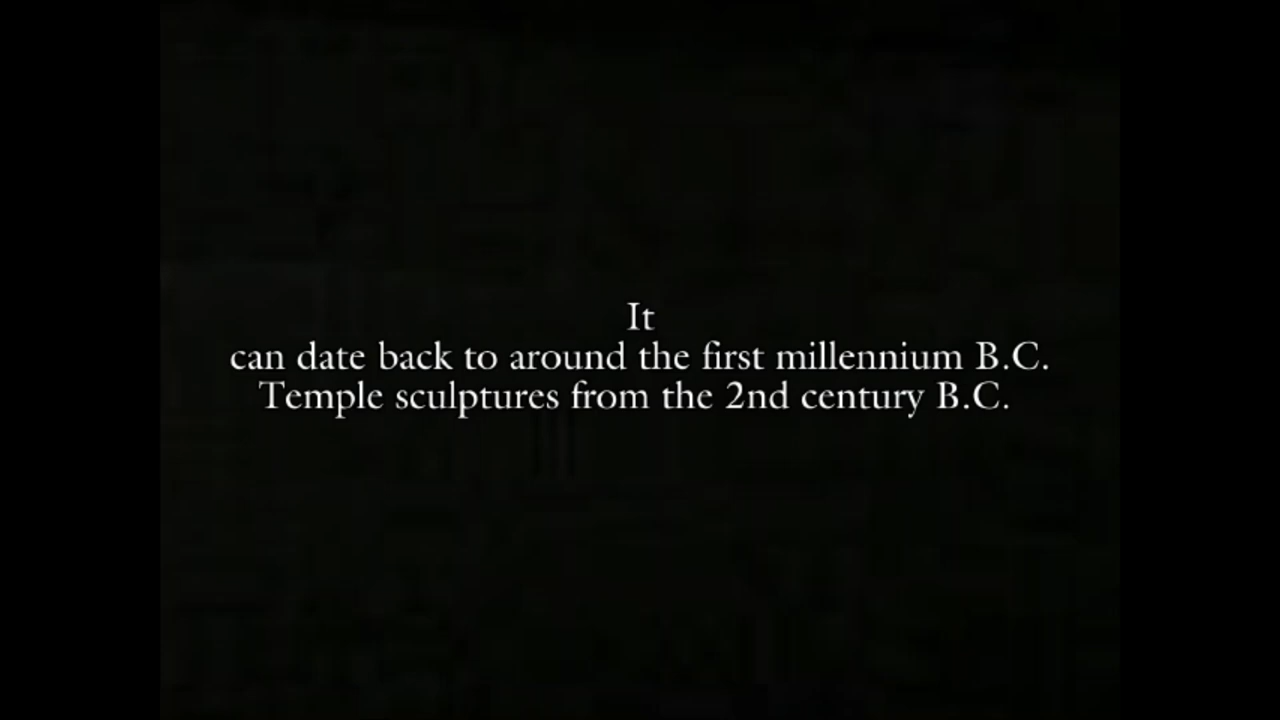 It
can date back to around the first millennium B.C.
Temple sculptures from the 2nd century B.C.